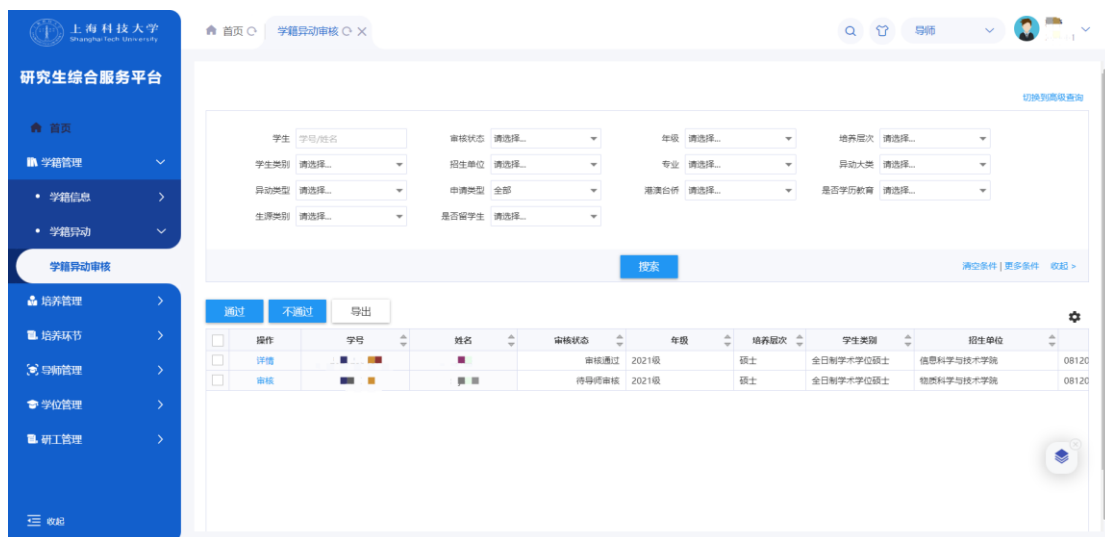 上海科技大学
ShanghaiTech University
首页
学籍异动审核
导师
研究生综合服务平台
切换到高级查询
首页
学籍管理
学籍信息
学籍异动
学籍异动审核
培养管理
培养环节
导师管理
学位管理
研工管理
收起
学生 学号/姓名 审核状态 请选择... 年级 请选择... 培养层次 请选择...
学生类别 请选择... 招生单位 请选择... 专业 请选择... 异动大类 请选择...
异动类型 请选择... 申请类型 全部 港澳台侨 请选择... 是否学历教育 请选择...
生源类别 请选择... 是否留学生 请选择...
搜索 清空条件 | 更多条件 收起 >
通过 不通过 导出
操作 学号 姓名 审核状态 年级 培养层次 学生类别 招生单位
详情 审核通过 2021级 硕士 全日制学术学位硕士 信息科学与技术学院 08120
审核 待导师审核 2021级 硕士 全日制学术学位硕士 物质科学与技术学院 08120